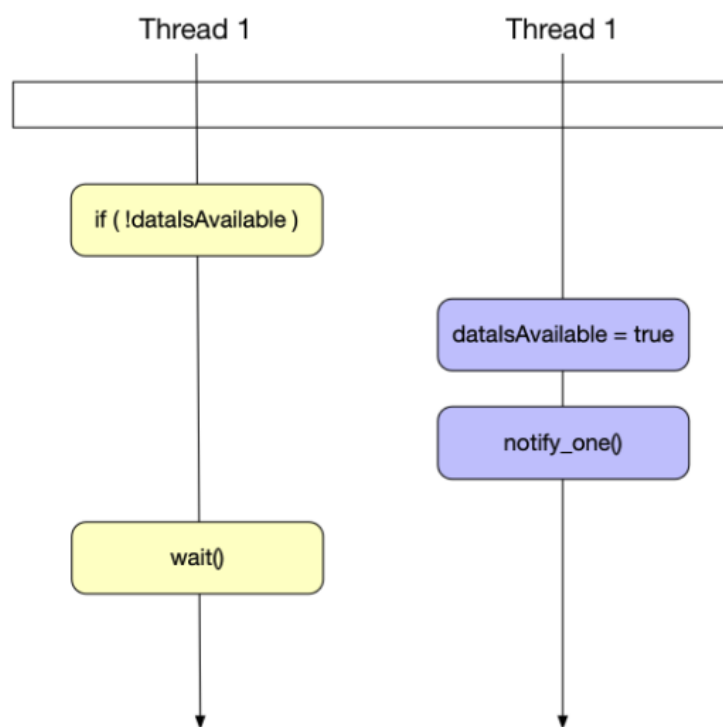 Thread 1
Thread 1
if ( !dataIsAvailable )
dataIsAvailable = true
notify_one()
wait()